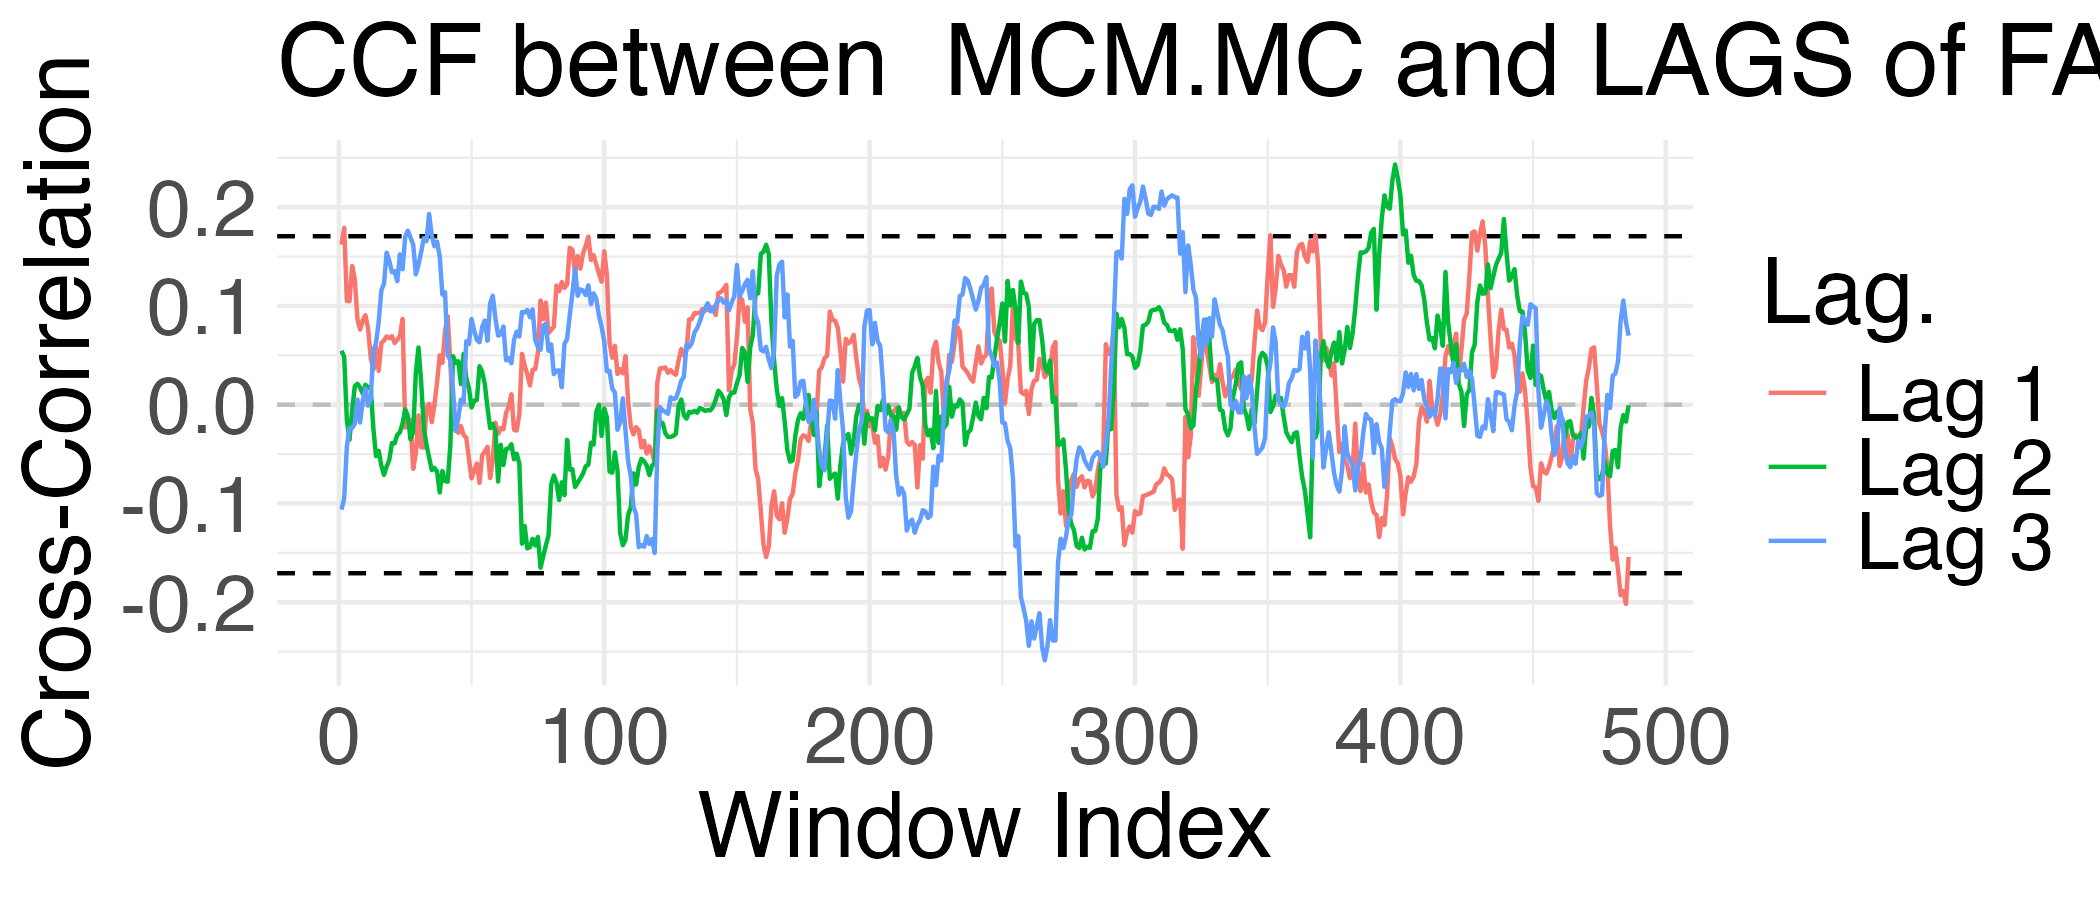 CCF between  MCM.MC and LAGS of FA
Cross-Correlation
0.2
0.1
0.0
-0.1
-0.2
0 100 200 300 400 500
Window Index
Lag.
Lag 1
Lag 2
Lag 3